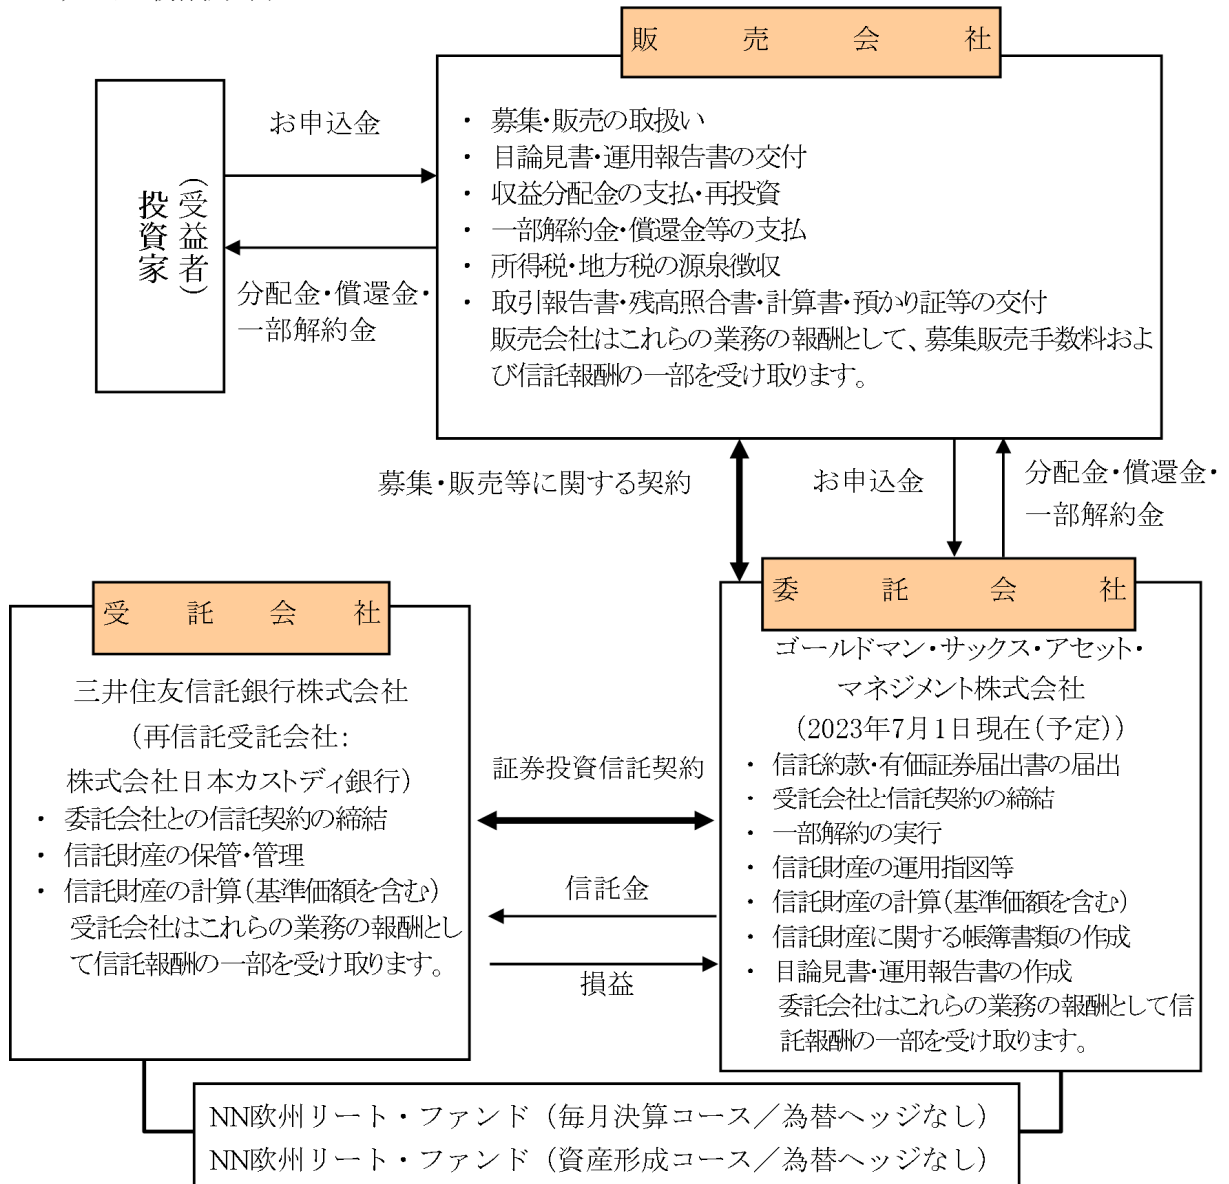 販売会社
お申込金
投資家
(受益者)
分配金・償還金・
一部解約金
・ 募集・販売の取扱い
・ 目論見書・運用報告書の交付
・ 収益分配金の支払・再投資
・ 一部解約金・償還金等の支払
・ 所得税・地方税の源泉徴収
・ 取引報告書・残高照合書・計算書・預かり証等の交付
販売会社はこれらの業務の報酬として、募集販売手数料およ
び信託報酬の一部を受け取ります。
募集・販売等に関する契約
お申込金
分配金・償還金・
一部解約金
受託会社
三井住友信託銀行株式会社
(再信託受託会社:
株式会社日本カストディ銀行)
・ 委託会社との信託契約の締結
・ 信託財産の保管・管理
・ 信託財産の計算(基準価額を含む)
受託会社はこれらの業務の報酬とし
て信託報酬の一部を受け取ります。
証券投資信託契約
信託金
損益
委託会社
ゴールドマン・サックス・アセット・
マネジメント株式会社
(2023年7月1日現在(予定))
・ 信託約款・有価証券届出書の届出
・ 受託会社と信託契約の締結
・ 一部解約の実行
・ 信託財産の運用指図等
・ 信託財産の計算(基準価額を含む)
・ 信託財産に関する帳簿書類の作成
・ 目論見書・運用報告書の作成
委託会社はこれらの業務の報酬として信
託報酬の一部を受け取ります。
NN欧州リート・ファンド（毎月決算コース／為替ヘッジなし）
NN欧州リート・ファンド（資産形成コース／為替ヘッジなし）